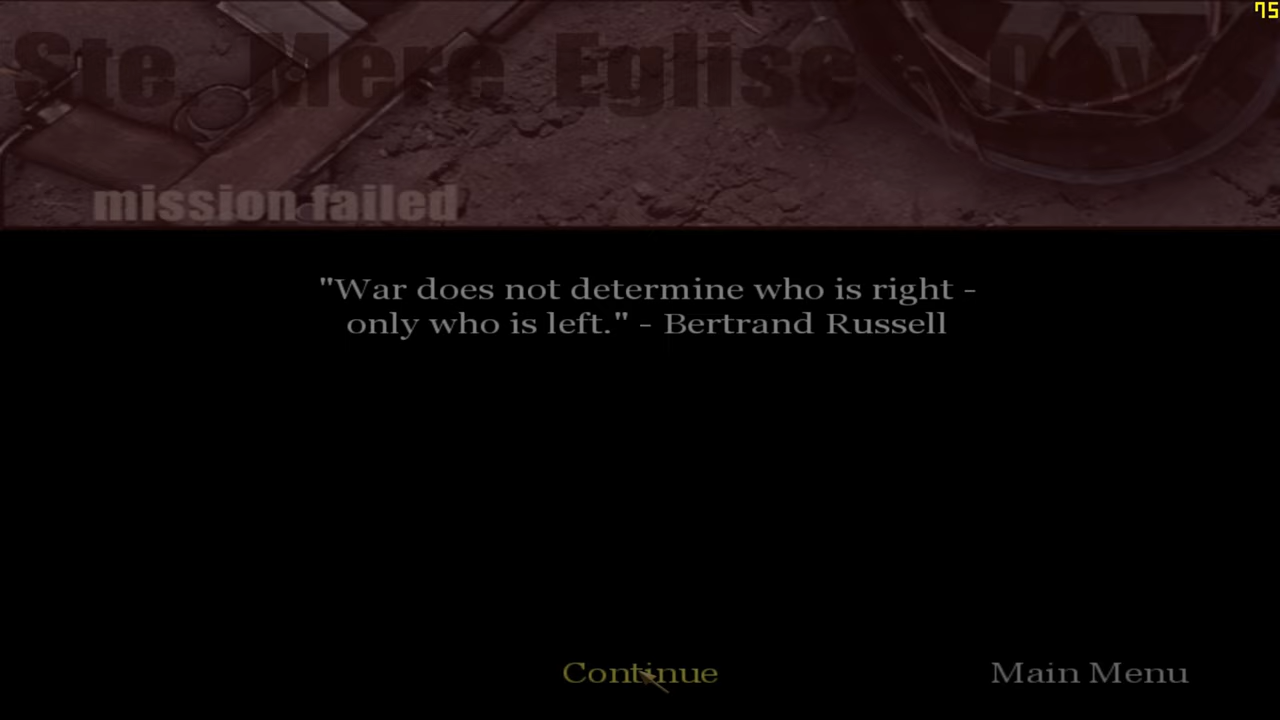 75
Ste. Mere Eglise Day
mission failed
"War does not determine who is right -
only who is left." - Bertrand Russell
Continue
Main Menu